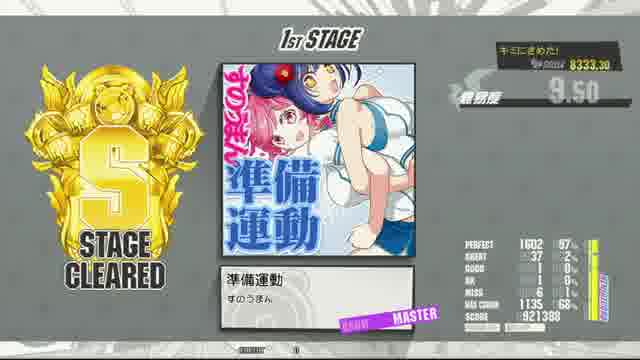 1ST STAGE
キミにきめた!
8333.30
難易度
9.50
S
STAGE
CLEARED
すのうまん
準備
運動
準備運動
すのうまん
MASTER
PERFECT 1602 97%
GREAT 37 2%
GOOD 1 0%
OK 1 0%
MISS 6 1%
MAX CHAIN 1135 68%
SCORE 921388